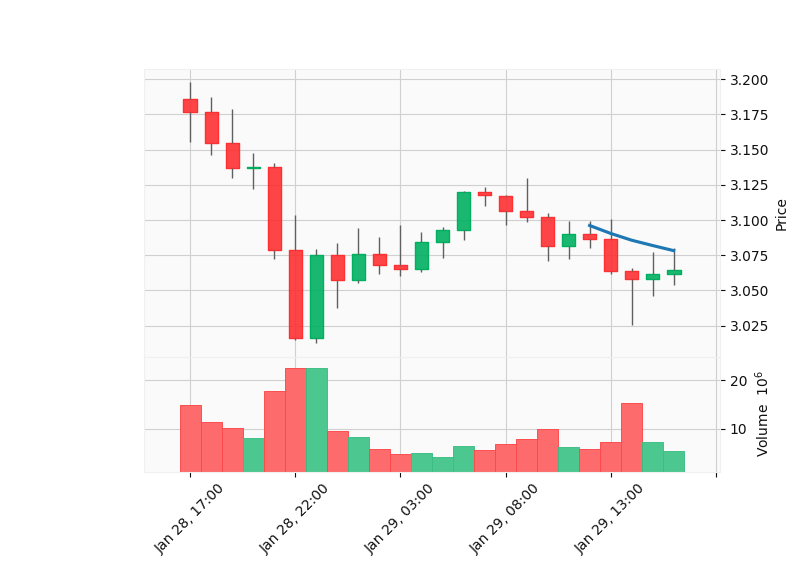 3.200
3.175
3.150
3.125
3.100
3.075
3.050
3.025
Price
20
10
Volume 10⁶
Jan 28, 17:00
Jan 28, 22:00
Jan 29, 03:00
Jan 29, 08:00
Jan 29, 13:00